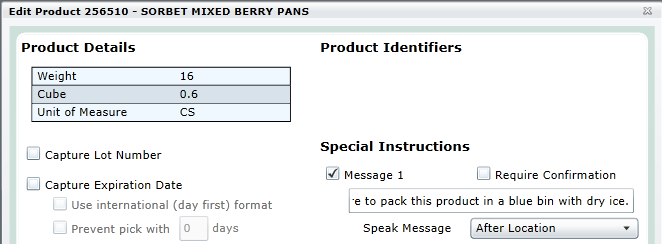 Edit Product 256510 - SORBET MIXED BERRY PANS
Product Details
Weight 16
Cube 0.6
Unit of Measure CS
Capture Lot Number
Capture Expiration Date
Use international (day first) format
Prevent pick with 0 days
Product Identifiers
Special Instructions
Message 1 Require Confirmation
to pack this product in a blue bin with dry ice.
Speak Message After Location